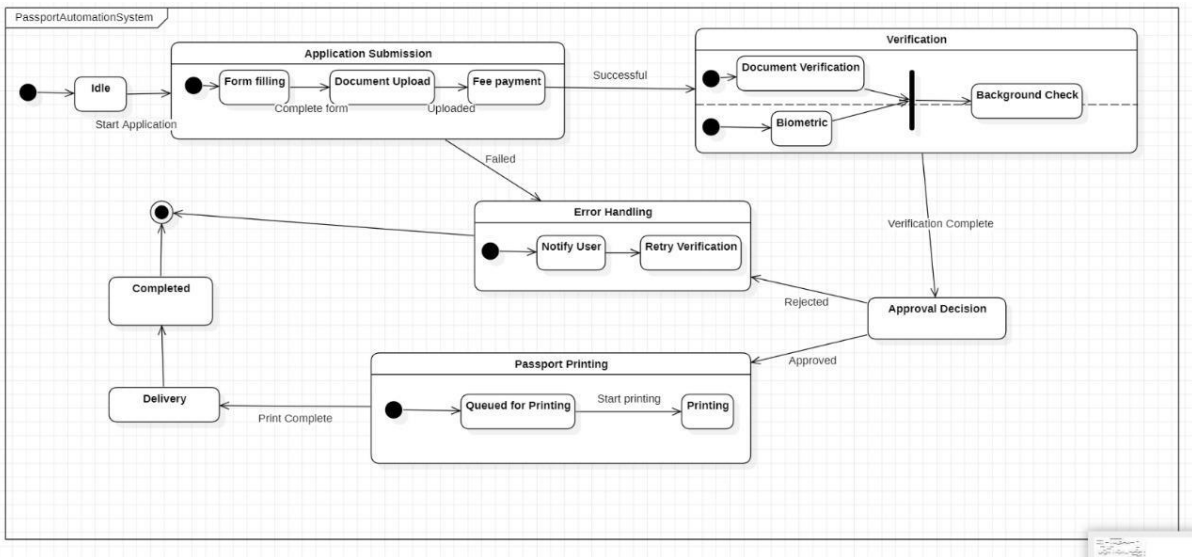 PassportAutomationSystem
Application Submission
Verification
Idle
Form filling
Document Upload
Fee payment
Successful
Document Verification
Background Check
Start Application
Complete form
Uploaded
Biometric
Failed
Error Handling
Verification Complete
Notify User
Retry Verification
Completed
Rejected
Approval Decision
Passport Printing
Approved
Delivery
Queued for Printing
Start printing
Printing
Print Complete